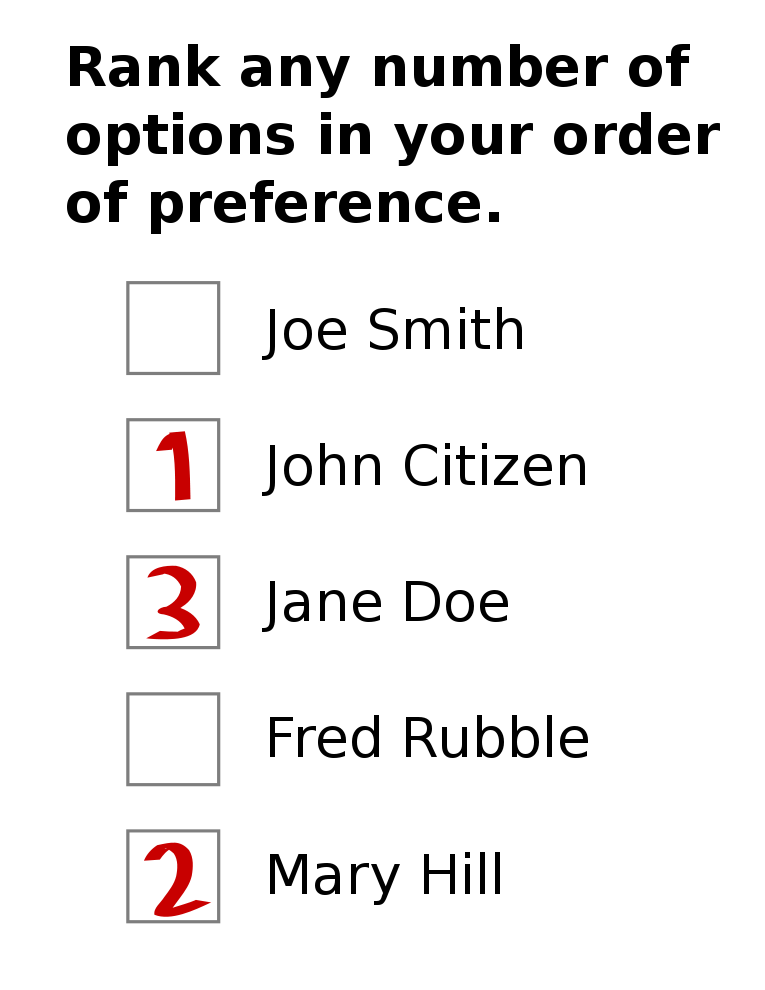 Rank any number of
options in your order
of preference.
Joe Smith
1 John Citizen
3 Jane Doe
Fred Rubble
2 Mary Hill